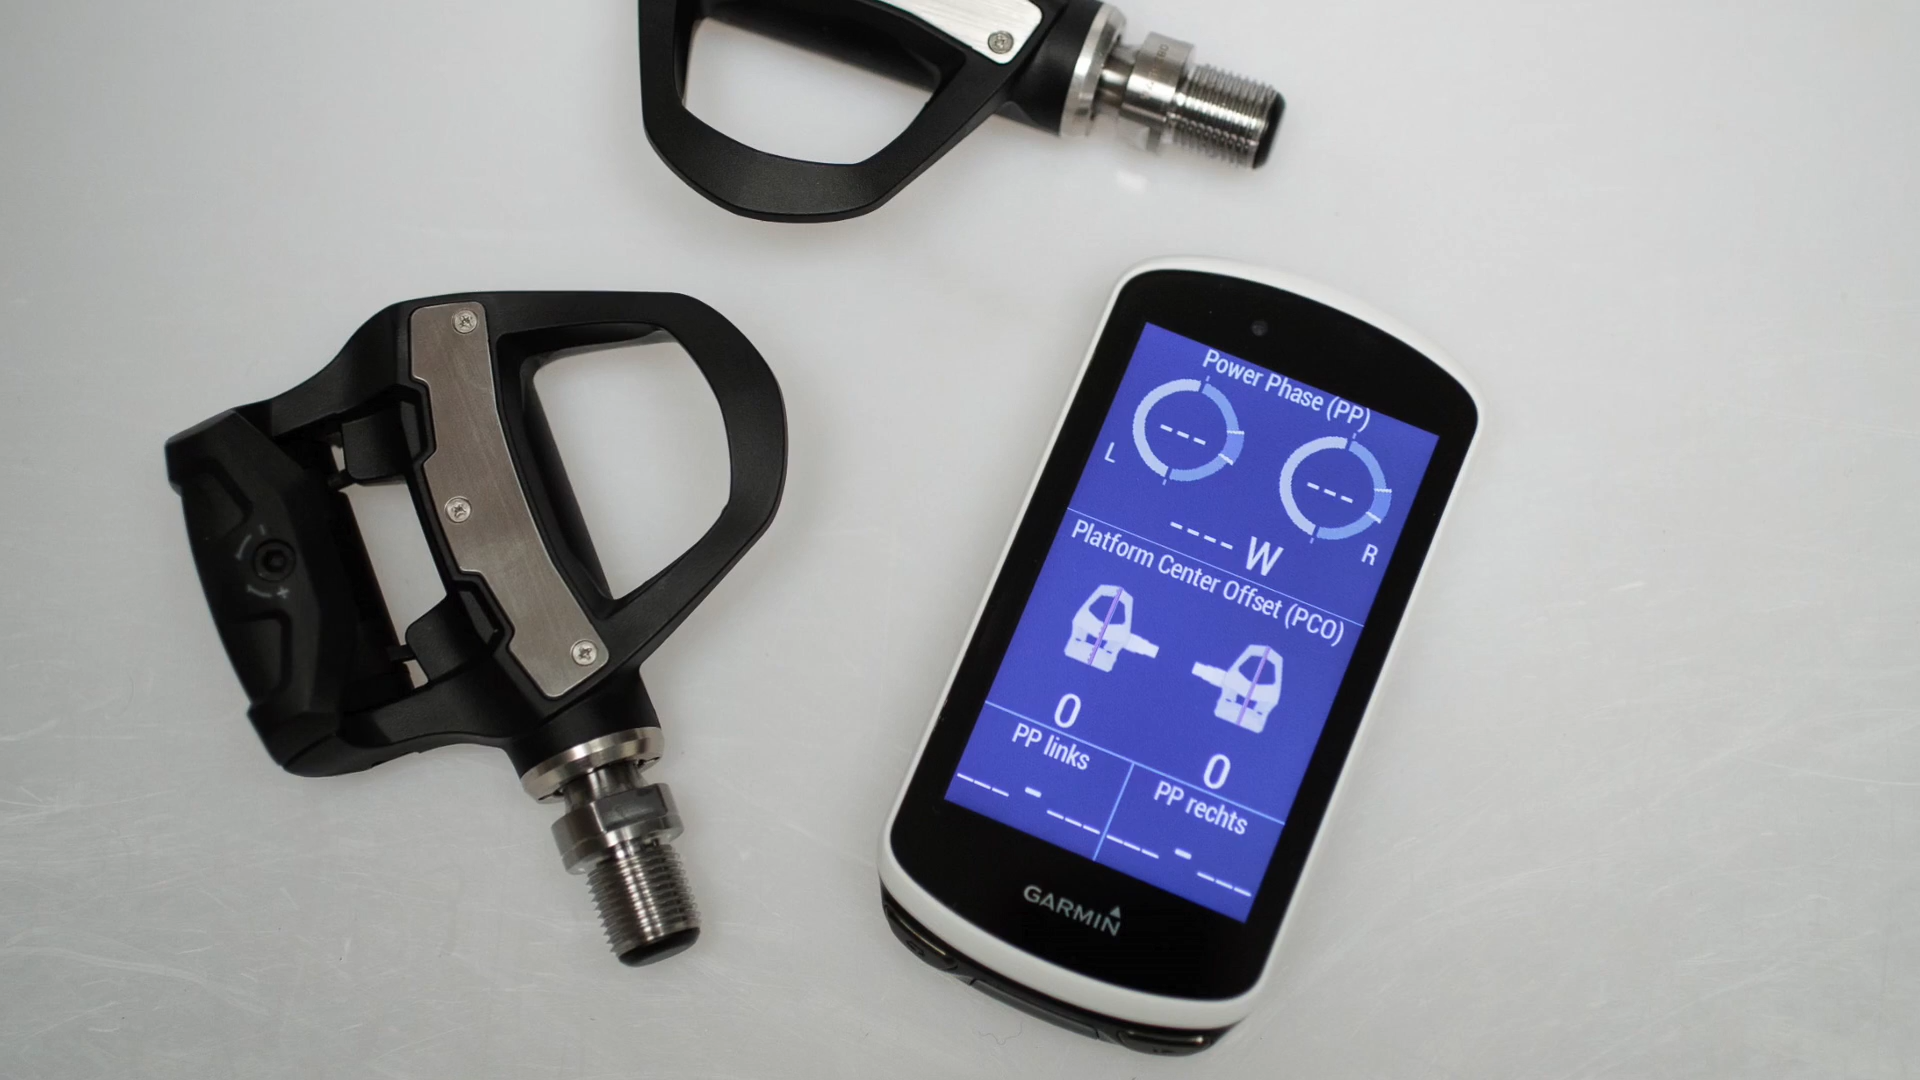 Power Phase (PP)
--- ---
L
R
--- W
Platform Center Offset (PCO)
0
0
PP links
PP rechts
--- - ---
--- - ---
GARMIN
- +